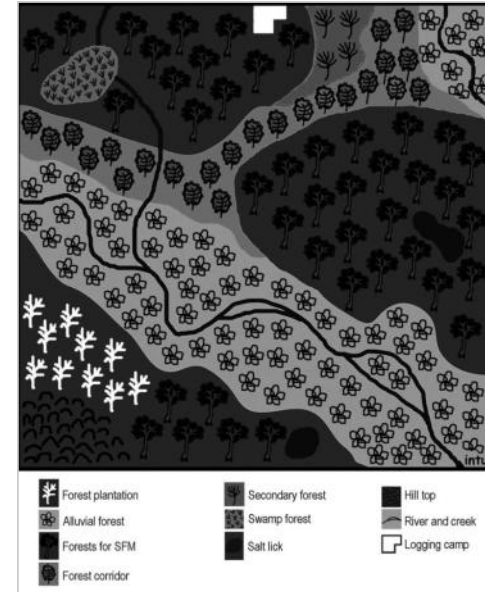 intu
Forest plantation
Alluvial forest
Forests for SFM
Forest corridor
Secondary forest
Swamp forest
Salt lick
Hill top
River and creek
Logging camp